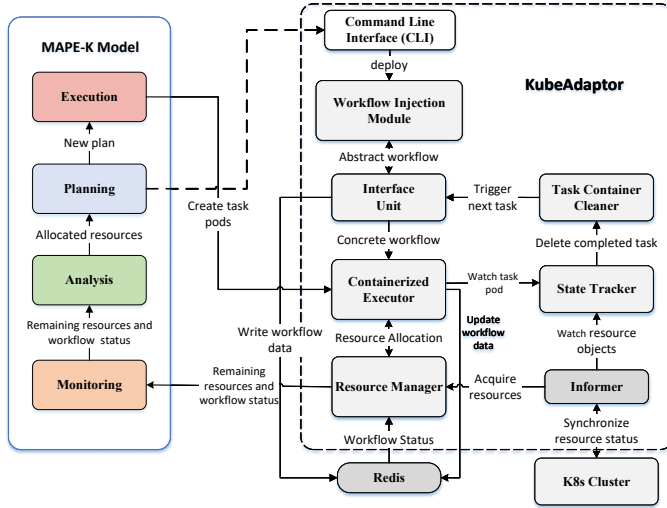 MAPE-K Model
Execution
New plan
Planning
Allocated resources
Analysis
Remaining resources and
workflow status
Monitoring
Create task
pods
Write workflow
data
Remaining
resources and
workflow status
Command Line
Interface (CLI)
deploy
KubeAdaptor
Workflow Injection
Module
Abstract workflow
Interface
Unit
Trigger
next task
Task Container
Cleaner
Concrete workflow
Delete completed task
Containerized
Executor
Watch task
pod
State Tracker
Resource Allocation
Update
workflow
data
Watch resource
objects
Resource Manager
Acquire
resources
Informer
Workflow Status
Synchronize
resource status
Redis
K8s Cluster